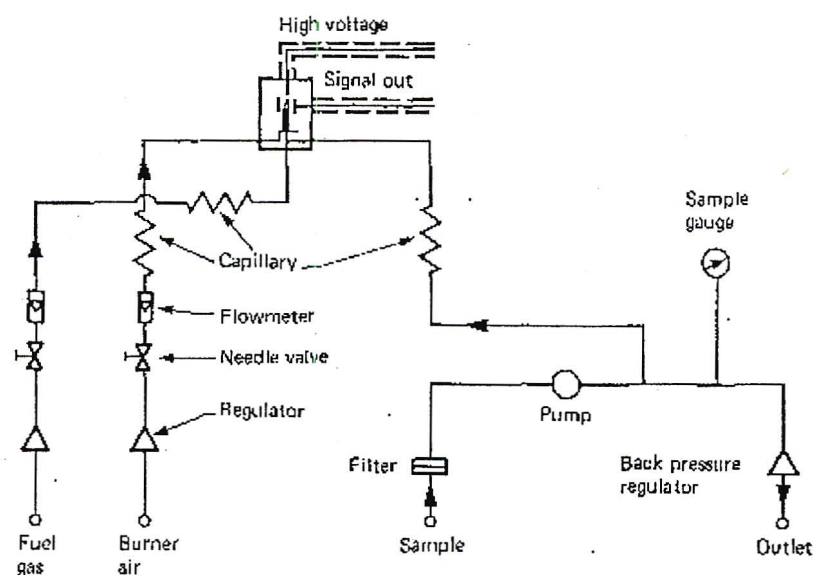 High voltage
Signal out
Sample
gauge
Capillary
Flowmeter
Needle valve
Regulator
Pump
Filter
Back pressure
regulator
Fuel
gas
Burner
air
Sample
Outlet